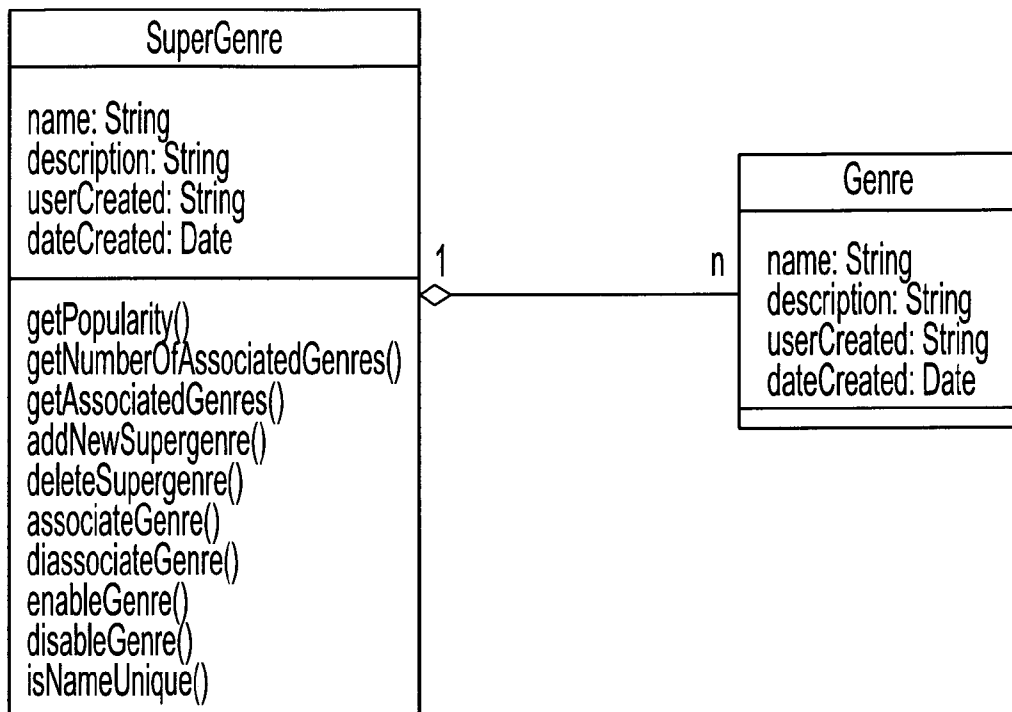 SuperGenre
name: String
description: String
userCreated: String
dateCreated: Date
getPopularity()
getNumberOfAssociatedGenres()
getAssociatedGenres()
addNewSupergenre()
deleteSupergenre()
associateGenre()
diassociateGenre()
enableGenre()
disableGenre()
isNameUnique()
1
n
Genre
name: String
description: String
userCreated: String
dateCreated: Date